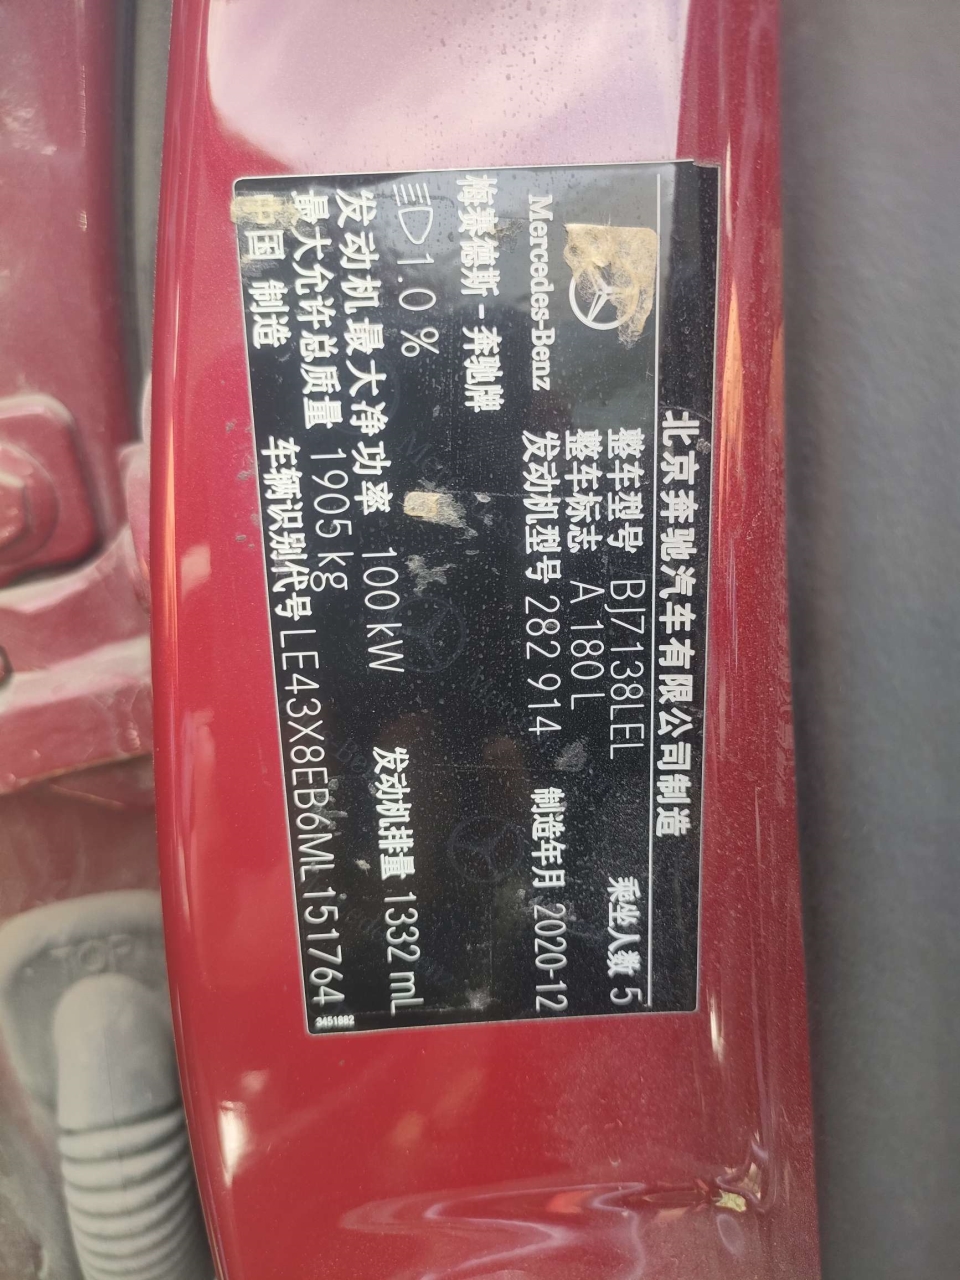 北京奔驰汽车有限公司制造
整车型号 BJ7138LEL 乘坐人数 5
整车标志 A 180 L
Mercedes-Benz 发动机型号 282 914 制造年月 2020-12
梅赛德斯-奔驰牌
1.0 %
发动机最大净功率 100 kW 发动机排量 1332 mL
最大允许总质量 1905 kg
中国 制造 车辆识别代号 LE43X8EB6ML151764
3451882
TOP